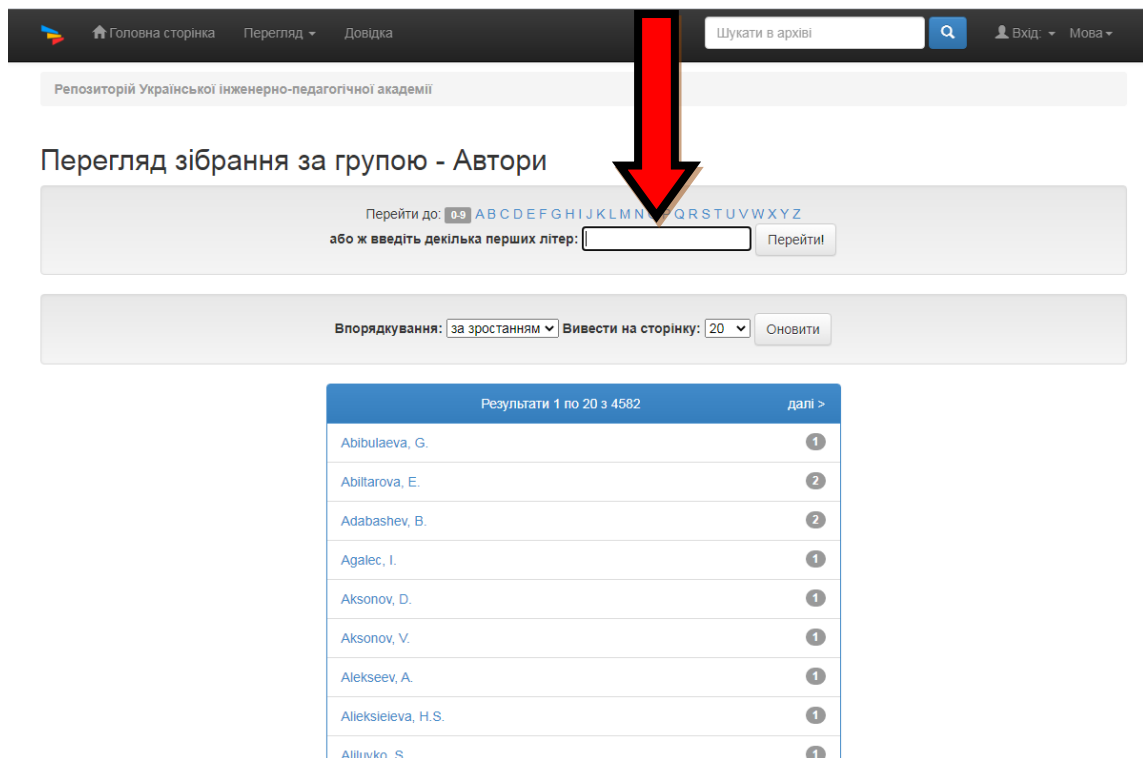 Головна сторінка Перегляд Довідка Шукати в архіві Вхід: Мова
Репозиторій Української інженерно-педагогічної академії
Перегляд зібрання за групою - Автори
Перейти до: 0-9 A B C D E F G H I J K L M N P Q R S T U V W X Y Z
або ж введіть декілька перших літер: Перейти!
Впорядкування: за зростанням Вивести на сторінку: 20 Оновити
Результати 1 по 20 з 4582 далі >
Abibulaeva, G. 1
Abiltarova, E. 2
Adabashev, B. 2
Agalec, I. 1
Aksonov, D. 1
Aksonov, V. 1
Alekseev, A. 1
Alieksieieva, H.S. 1
Aliluyko, S. 1